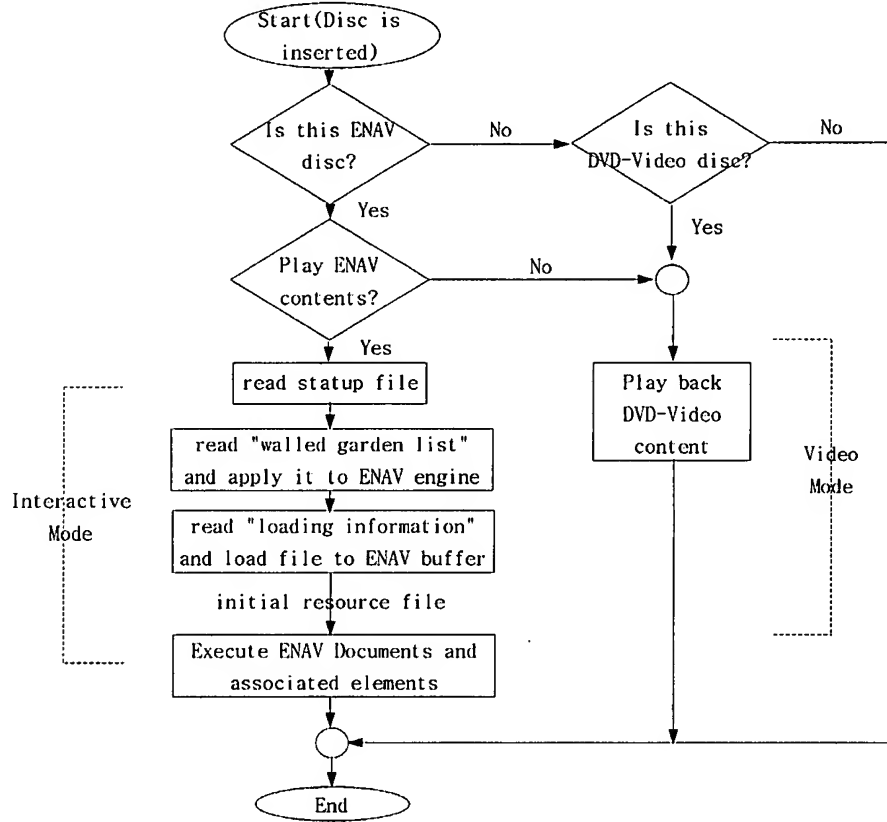 Start(Disc is
inserted)
Is this ENAV
disc?
No
Is this
DVD-Video disc?
No
Yes
Yes
Play ENAV
contents?
No
Yes
read statup file
Play back
DVD-Video
content
read "walled garden list"
and apply it to ENAV engine
Video
Mode
Interactive
Mode
read "loading information"
and load file to ENAV buffer
initial resource file
Execute ENAV Documents and
associated elements
End